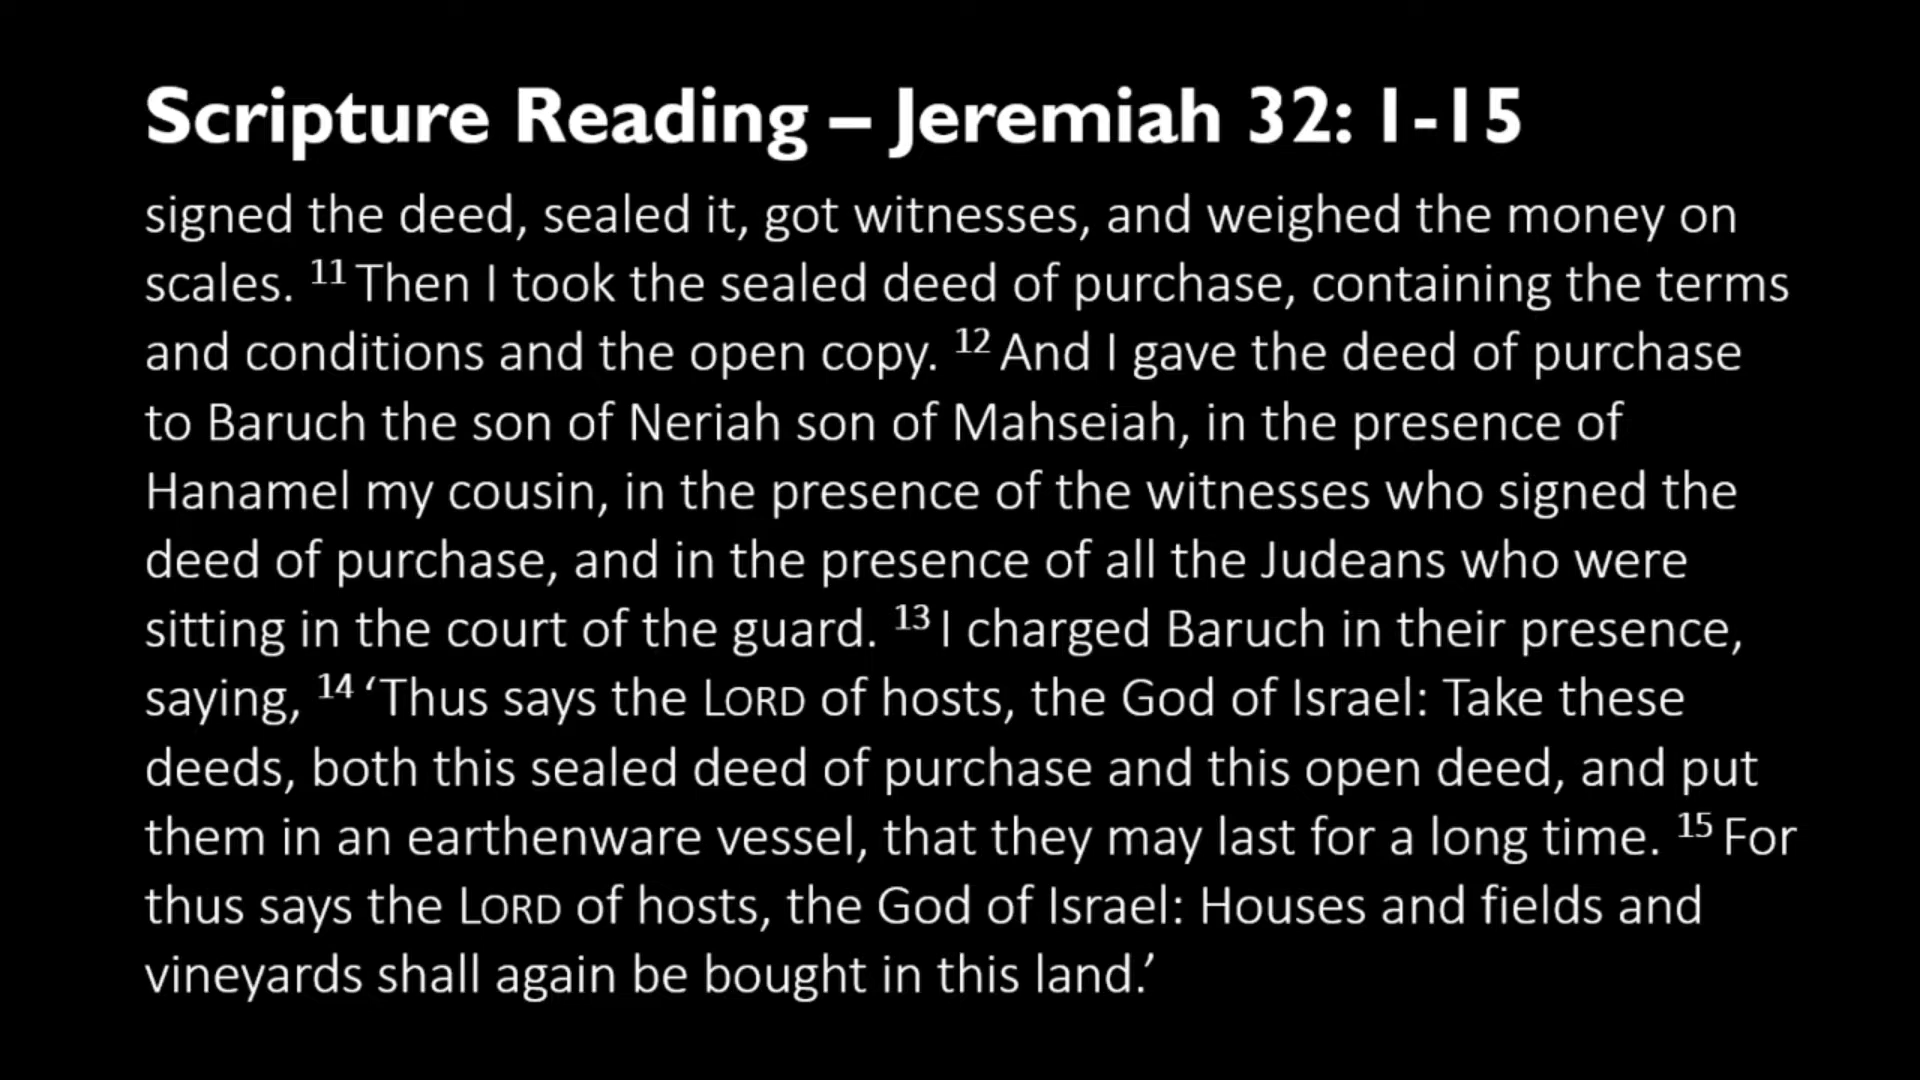 Scripture Reading – Jeremiah 32: 1-15
signed the deed, sealed it, got witnesses, and weighed the money on
scales. 11 Then I took the sealed deed of purchase, containing the terms
and conditions and the open copy. 12 And I gave the deed of purchase
to Baruch the son of Neriah son of Mahseiah, in the presence of
Hanamel my cousin, in the presence of the witnesses who signed the
deed of purchase, and in the presence of all the Judeans who were
sitting in the court of the guard. 13 I charged Baruch in their presence,
saying, 14 ‘Thus says the LORD of hosts, the God of Israel: Take these
deeds, both this sealed deed of purchase and this open deed, and put
them in an earthenware vessel, that they may last for a long time. 15 For
thus says the LORD of hosts, the God of Israel: Houses and fields and
vineyards shall again be bought in this land.’